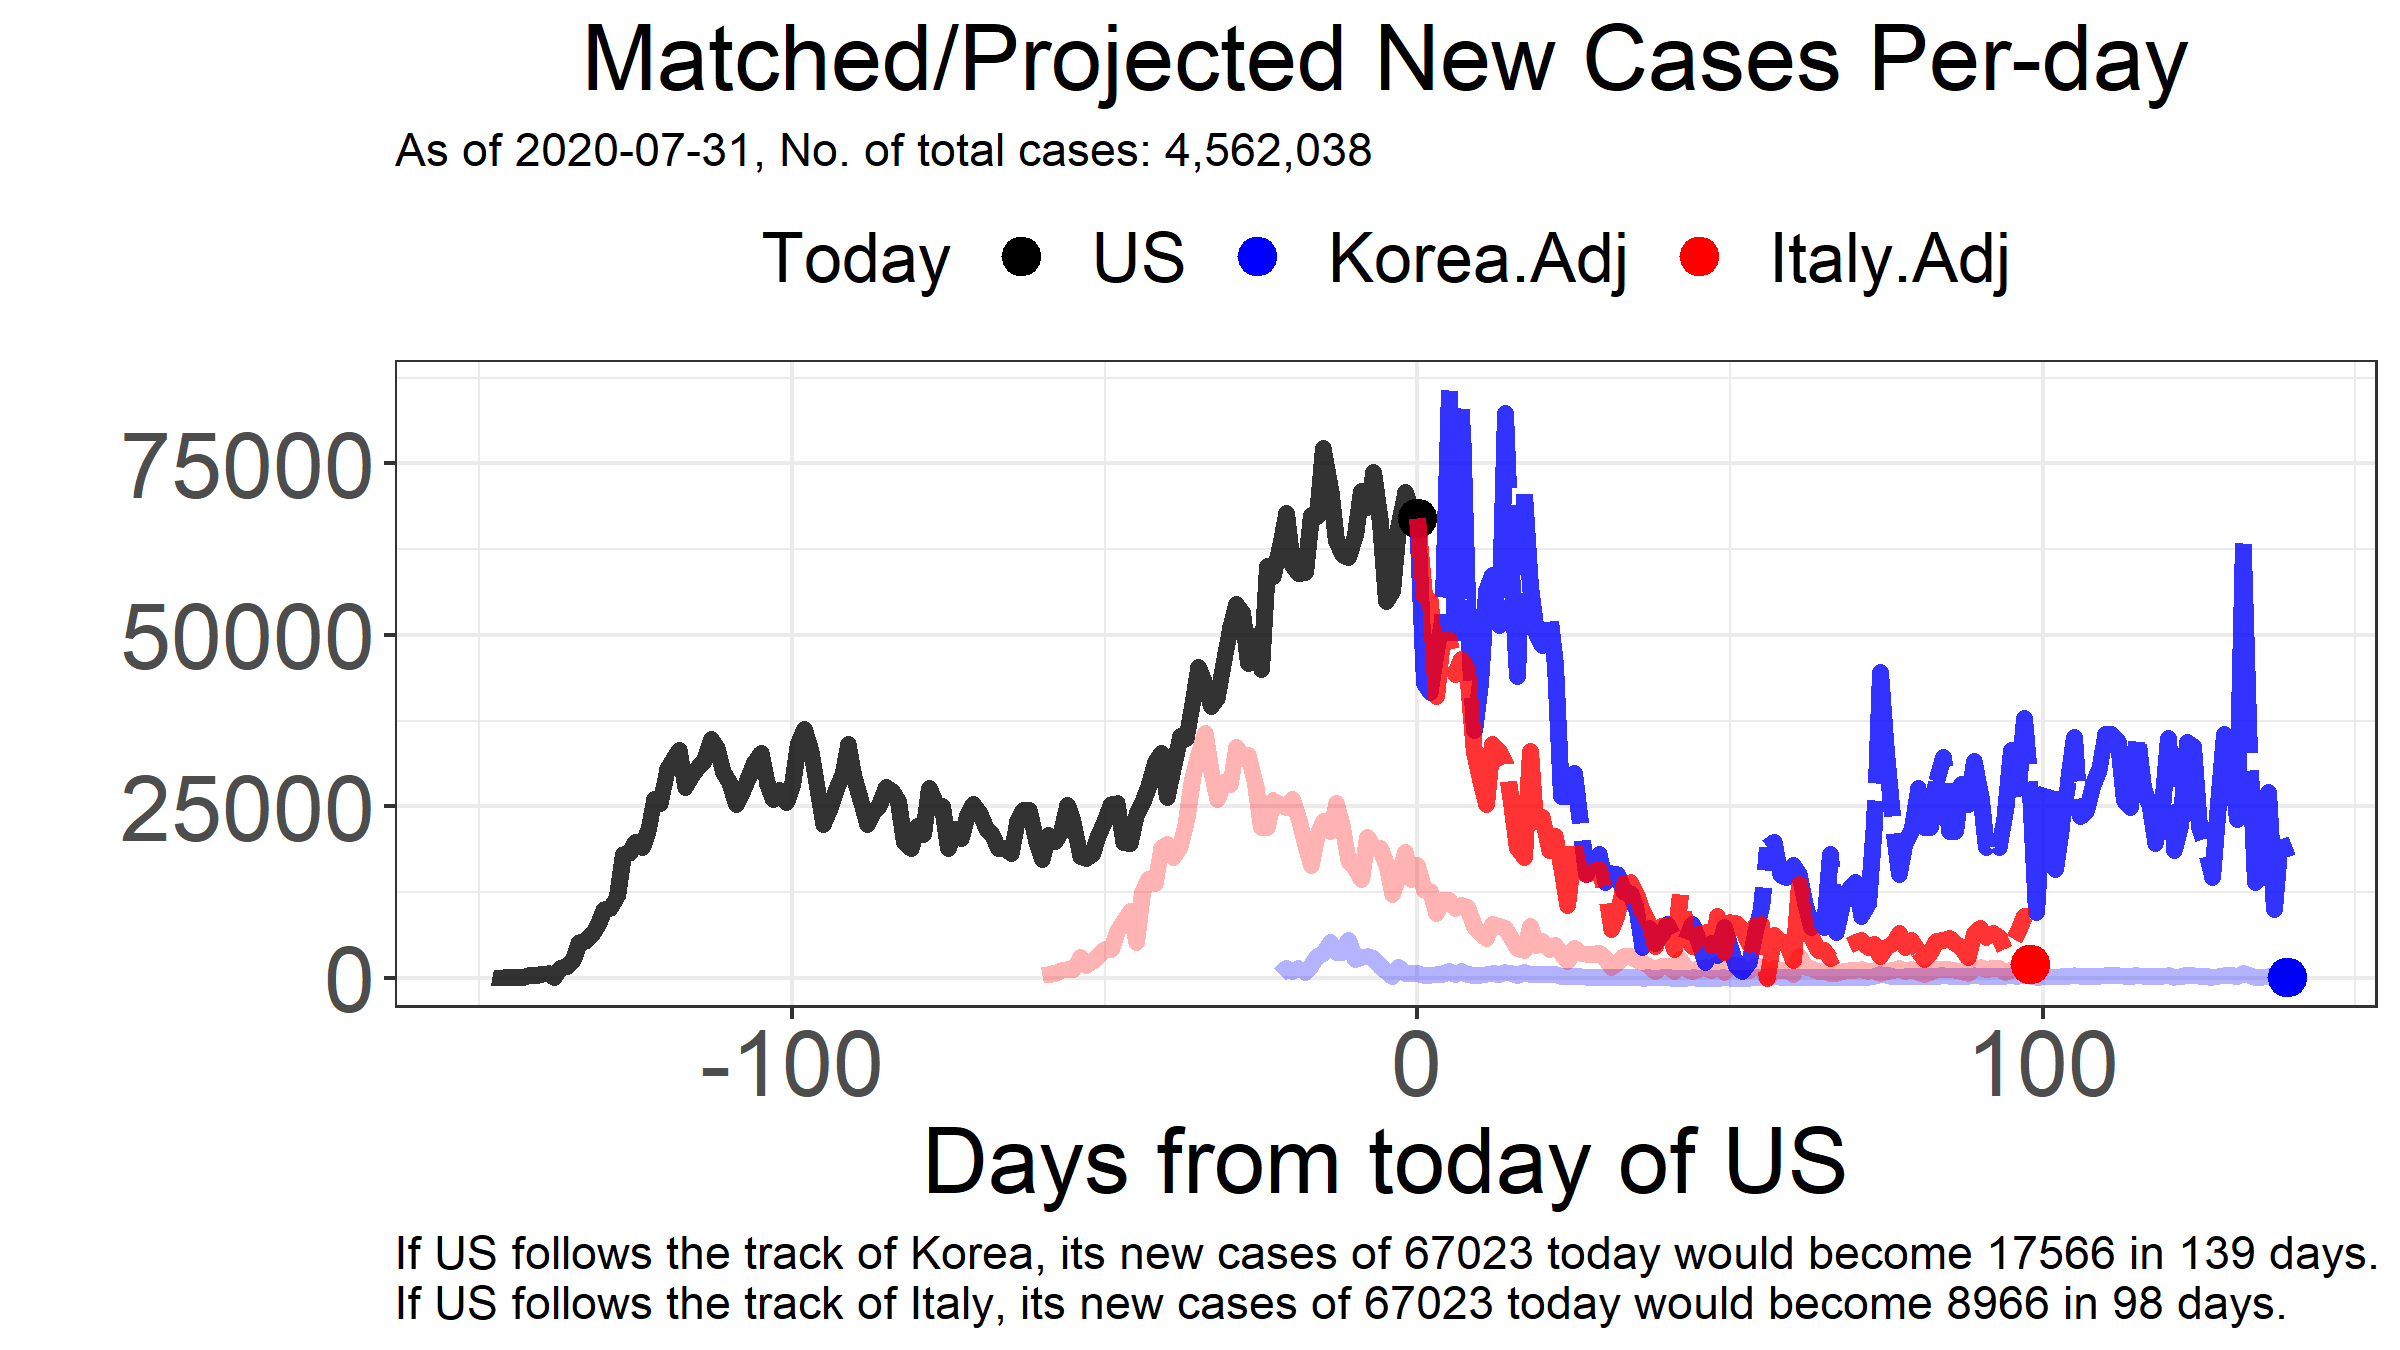 Matched/Projected New Cases Per-day
As of 2020-07-31, No. of total cases: 4,562,038
Today US Korea.Adj Italy.Adj
75000
50000
25000
0
-100 0 100
Days from today of US
If US follows the track of Korea, its new cases of 67023 today would become 17566 in 139 days.
If US follows the track of Italy, its new cases of 67023 today would become 8966 in 98 days.